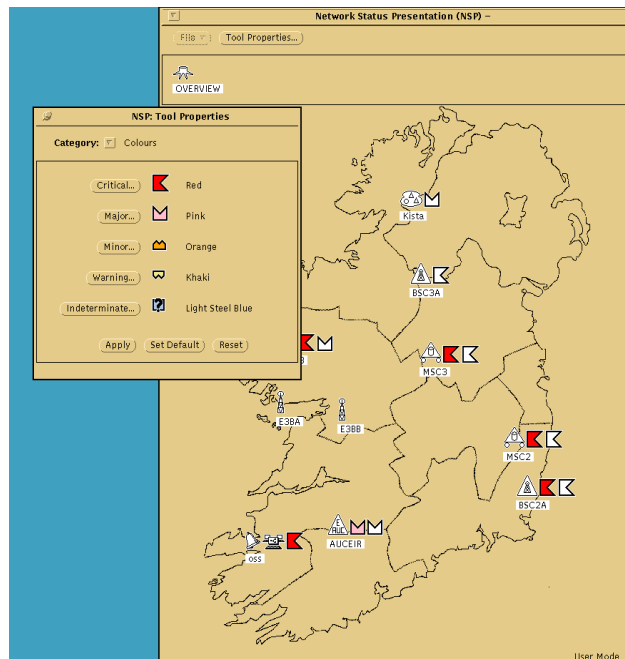 Network Status Presentation (NSP) –
File
Tool Properties...
OVERVIEW
NSP: Tool Properties
Category: Colours
Critical... Red
Major... Pink
Minor... Orange
Warning... Khaki
Indeterminate... Light Steel Blue
Apply Set Default Reset
Kista
BSC3A
MSC3
E3BA
E3BB
MSC2
BSC2A
E
AUC
AUCEIR
oss
User Mode